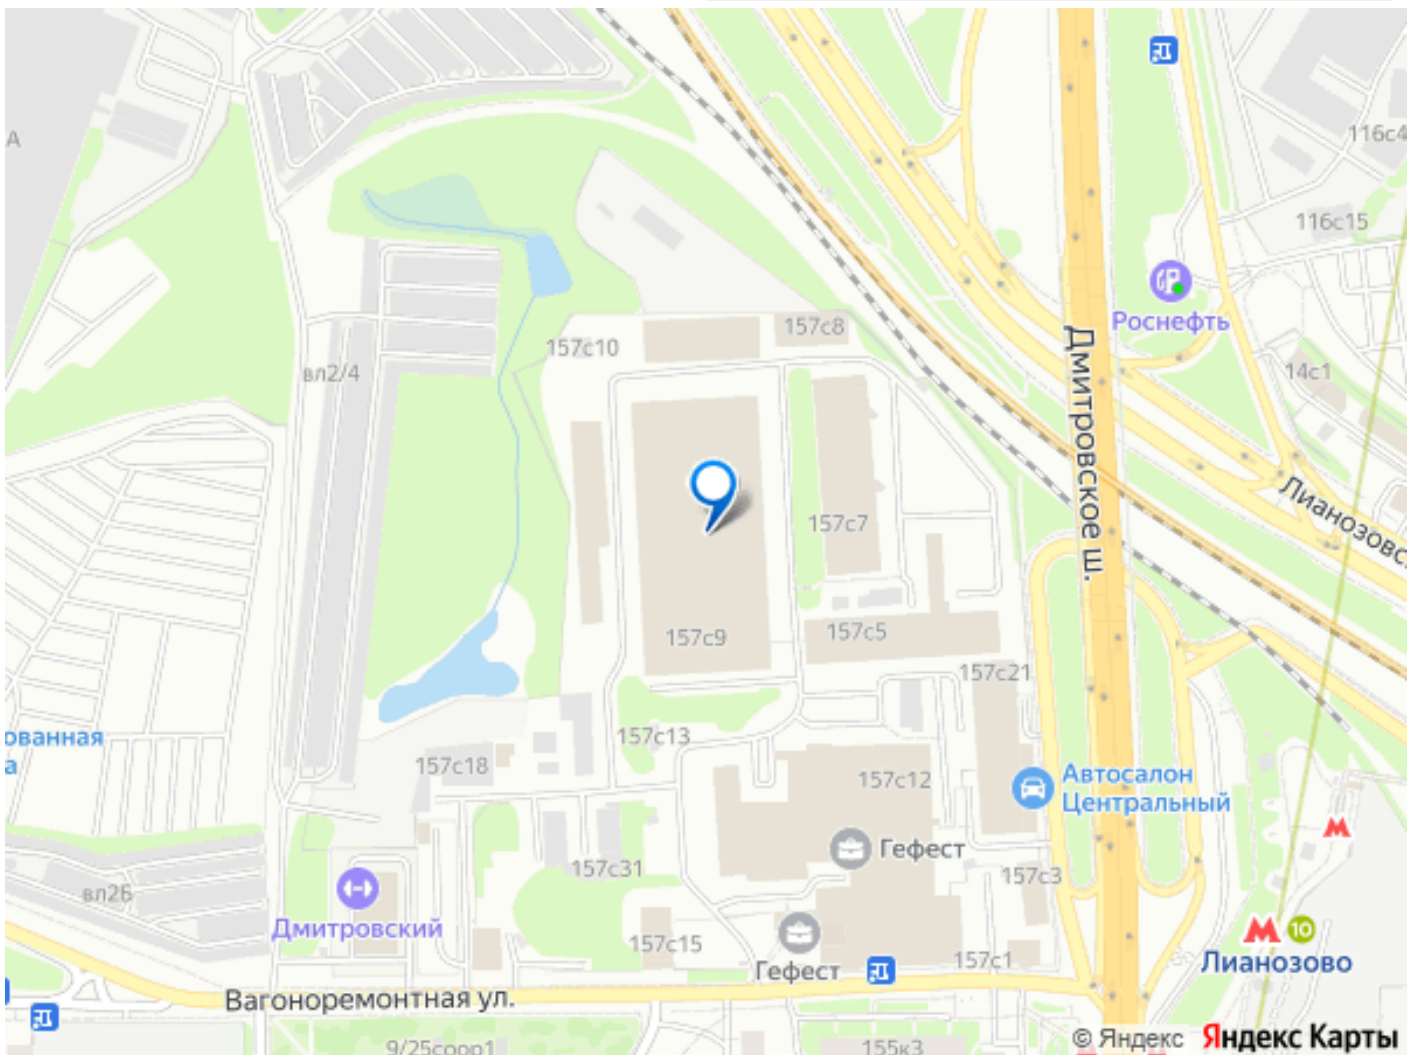 А
116с4
116с15
Роснефть
157с8
157с10
вл2/4
14с1
Дмитровское ш.
Лианозовс
157с7
157с5
157с9
157с21
ованная
а
157с13
157с18
157с12
Автосалон
Центральный
Гефест
157с31
157с3
вл2Б
Дмитровский
157с15
10
Лианозово
Гефест
157с1
Вагоноремонтная ул.
9/25соор1
155к3
© Яндекс Яндекс Карты